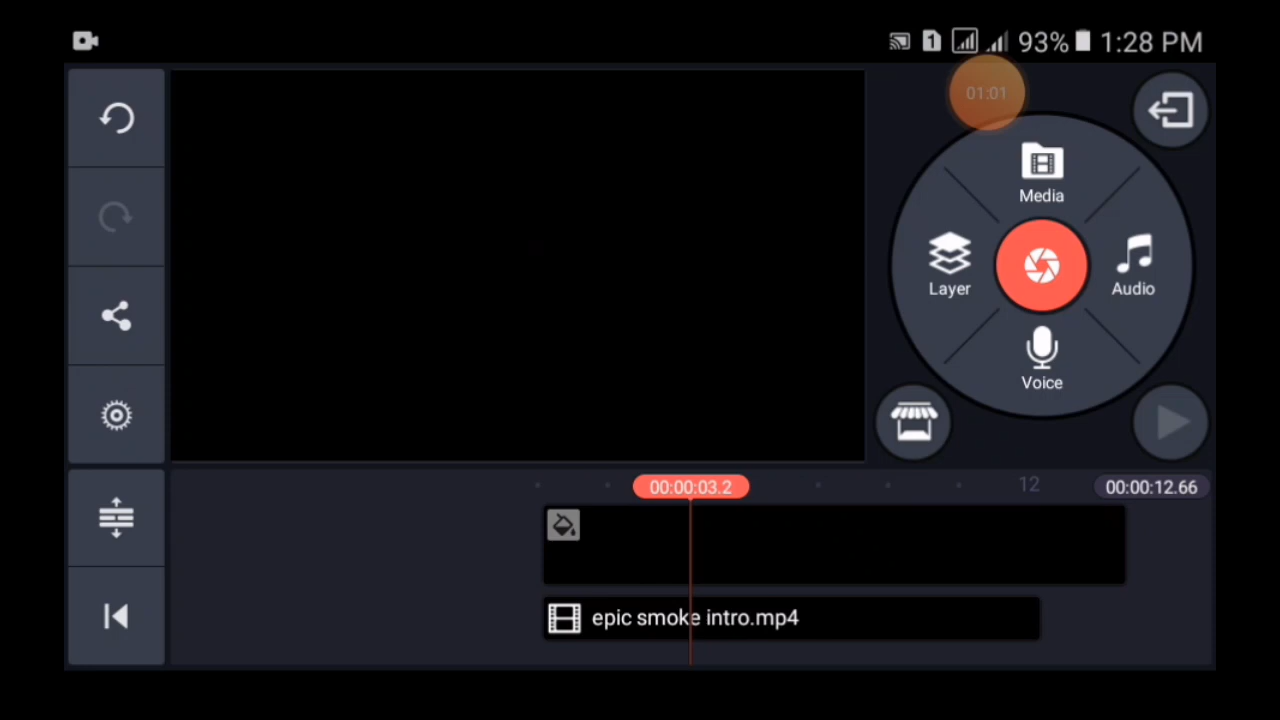 1 93% 1:28 PM
01:01
Media
Layer
Audio
Voice
00:00:03.2
12
00:00:12.66
epic smoke intro.mp4